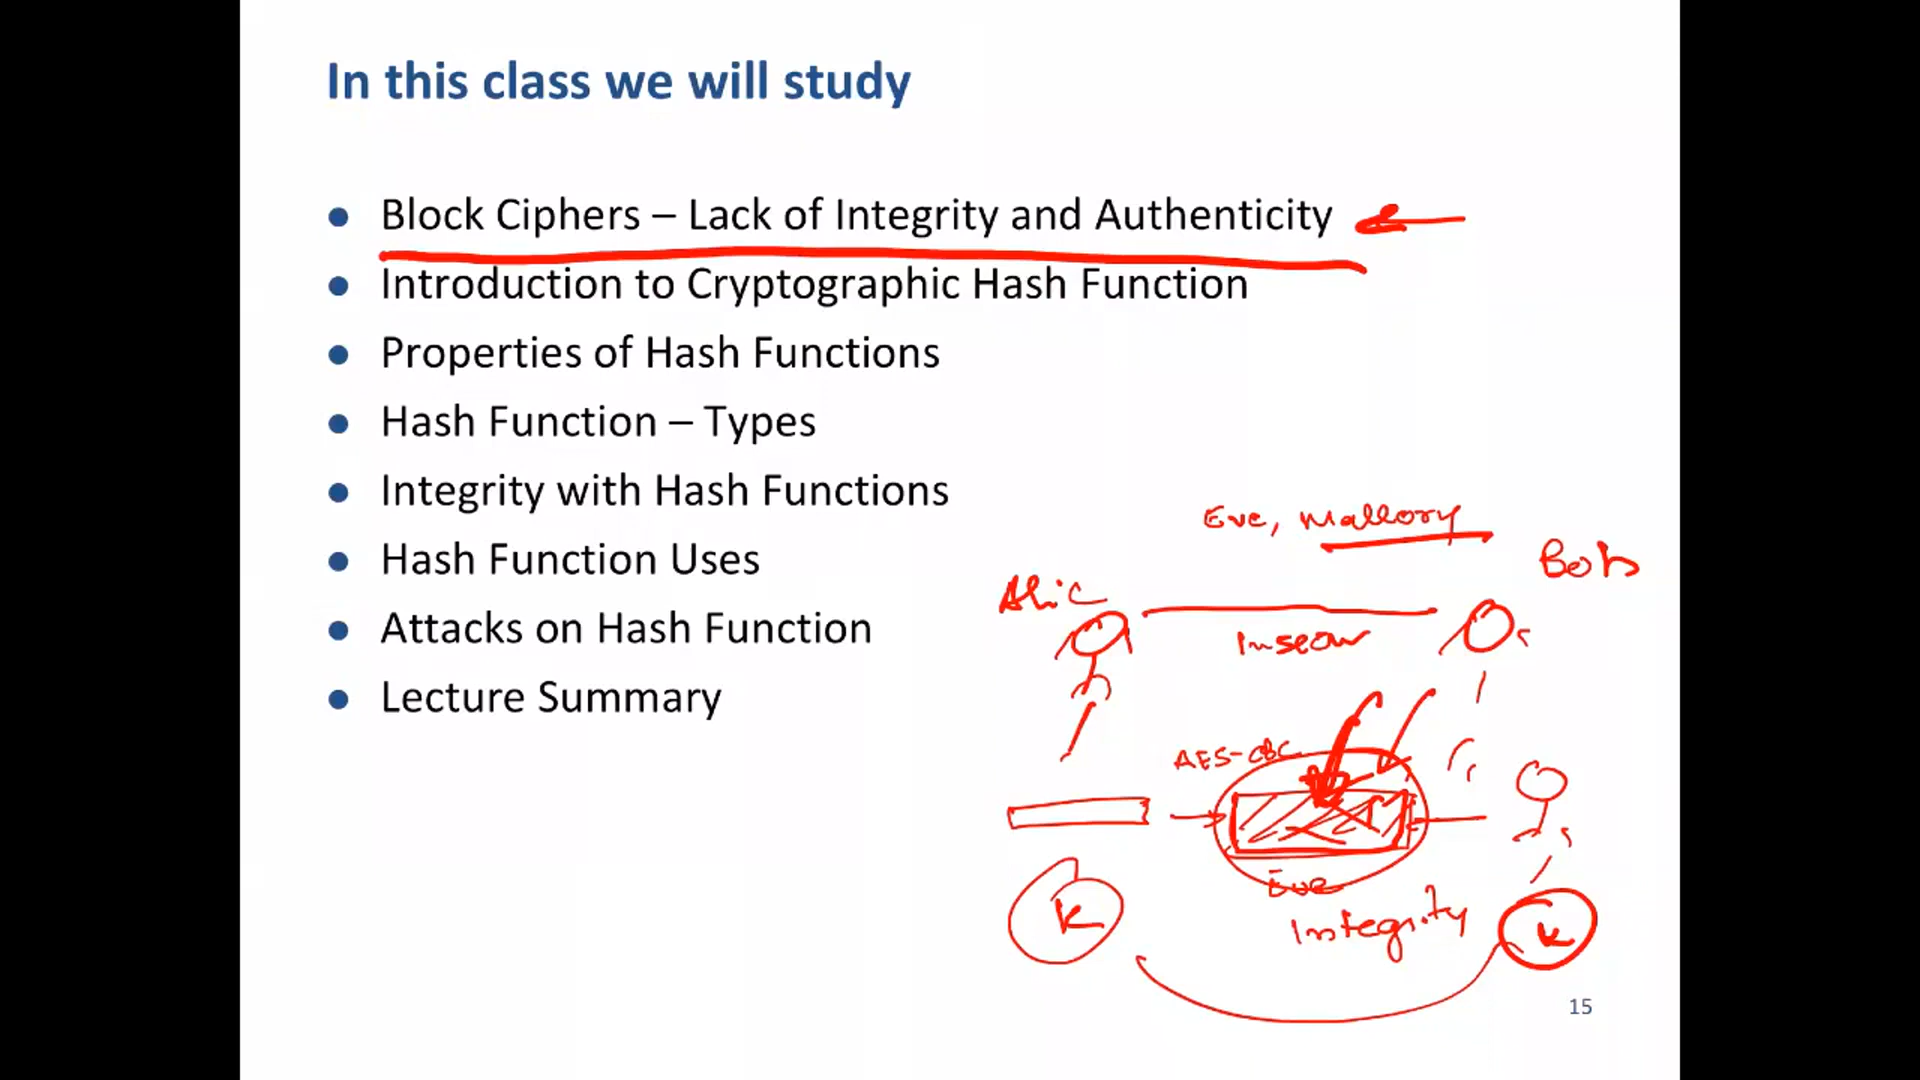 In this class we will study
● Block Ciphers – Lack of Integrity and Authenticity
● Introduction to Cryptographic Hash Function
● Properties of Hash Functions
● Hash Function – Types
● Integrity with Hash Functions
● Hash Function Uses
● Attacks on Hash Function
● Lecture Summary
Eve, Mallory
Bob
Alic
AES-CBC
Eve
K
Integrity
K
15